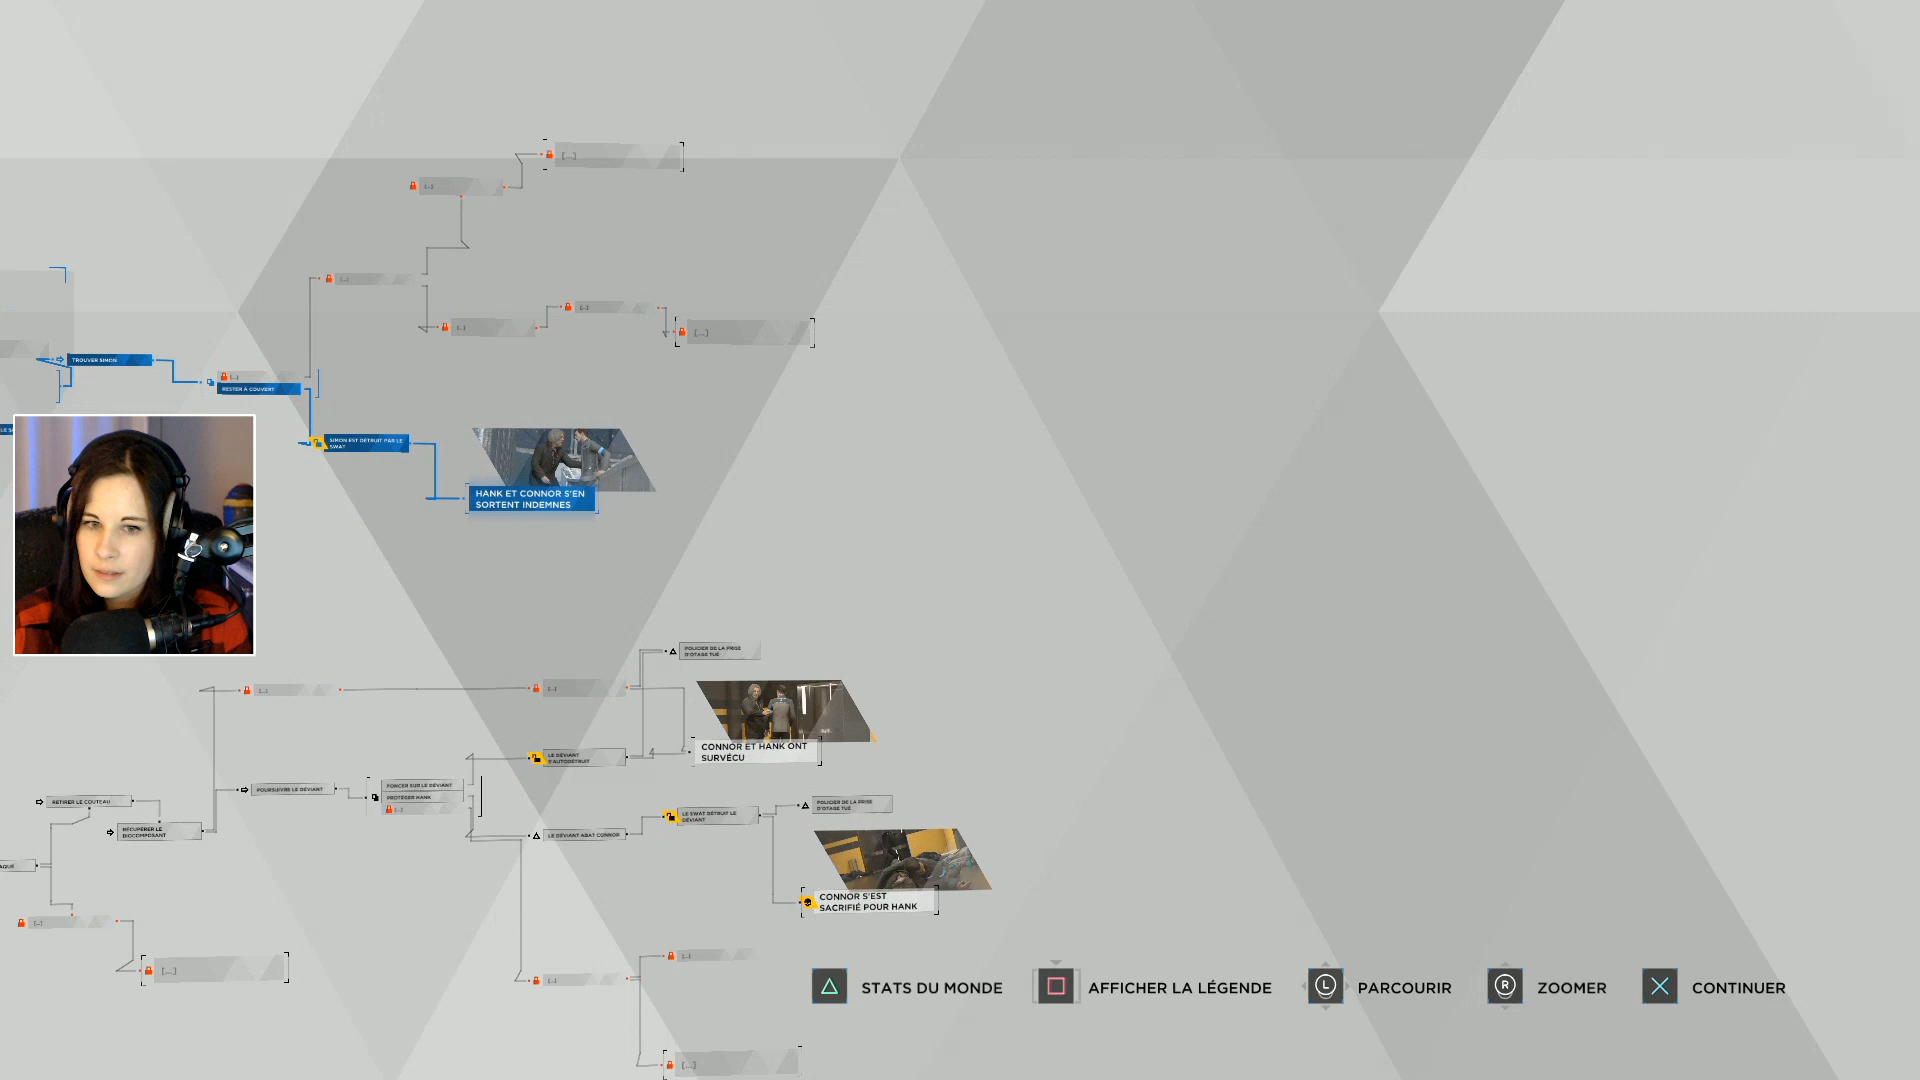 [...]
[...]
[...]
[...]
[...]
[...]
TROUVER SIMON
[...]
RESTER À COUVERT
SIMON EST DÉTRUIT PAR LE
SWAT
HANK ET CONNOR S'EN
SORTENT INDEMNES
POLICIER DE LA PRISE
D'OTAGE TUÉ
[...]
[...]
CONNOR ET HANK ONT
SURVÉCU
LE DÉVIANT
S'AUTODÉTRUIT
POURSUIVRE LE DÉVIANT
FONCER SUR LE DÉVIANT
PROTÉGER HANK
[...]
RETIRER LE COUTEAU
RÉCUPÉRER LE
BIOCOMPOSANT
POLICIER DE LA PRISE
D'OTAGE TUÉ
LE SWAT DÉTRUIT LE
DÉVIANT
LE DÉVIANT ABAT CONNOR
CONNOR S'EST
SACRIFIÉ POUR HANK
[...]
[...]
[...]
[...]
[...]
STATS DU MONDE
AFFICHER LA LÉGENDE
L
PARCOURIR
R
ZOOMER
CONTINUER